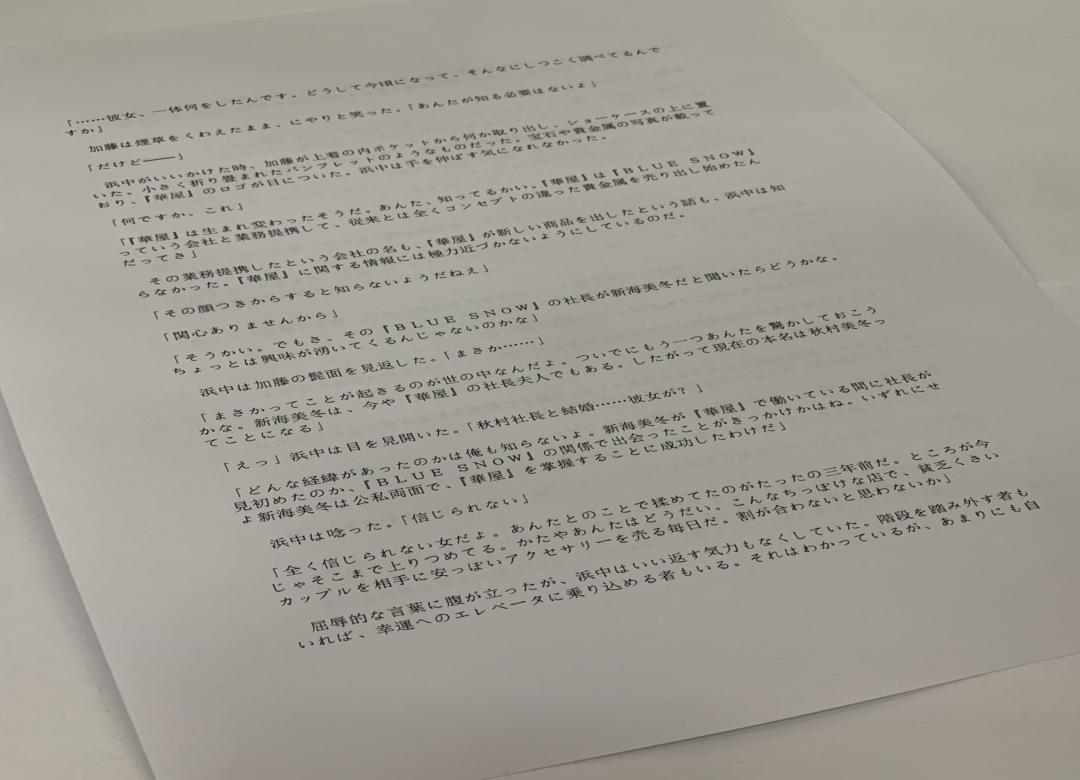 「……彼女、一体何をしたんです。どうして今頃になって、そんなにしつこく調べてるんで
すか」
加藤は煙草をくわえたまま、にやりと笑った。「あんたが知る必要はないよ」
「だけど――」
浜中がいいかけた時、加藤が上着の内ポケットから何か取り出し、ショーケースの上に置
いた。小さく折り畳まれたパンフレットのようなものだった。宝石や貴金属の写真が載って
おり、『華屋』のロゴが目についた。浜中は手を伸ばす気になれなかった。
「何ですか、これ」
「『華屋』は生まれ変わったそうだ。あんた、知ってるかい。『華屋』は『ＢＬＵＥ　ＳＮＯＷ』
っていう会社と業務提携して、従来とは全くコンセプトの違った貴金属を売り出し始めたん
だってさ」
その業務提携したという会社の名も、『華屋』が新しい商品を出したという話も、浜中は知
らなかった。『華屋』に関する情報には極力近づかないようにしているのだ。
「その顔つきからすると知らないようだねえ」
「関心ありませんから」
「そうかい。でもさ、その『ＢＬＵＥ　ＳＮＯＷ』の社長が新海美冬だと聞いたらどうかな。
ちょっとは興味が湧いてくるんじゃないのかな」
浜中は加藤の髭面を見返した。「まさか……」
「まさかってことが起きるのが世の中なんだよ。ついでにもう一つあんたを驚かしておこう
かな。新海美冬は、今や『華屋』の社長夫人でもある。したがって現在の本名は秋村美冬っ
てことになる」
「えっ」浜中は目を見開いた。「秋村社長と結婚……彼女が？」
「どんな経緯があったのかは俺も知らないよ。新海美冬が『華屋』で働いている間に社長が
見初めたのか、『ＢＬＵＥ　ＳＮＯＷ』の関係で出会ったことがきっかけかはね。いずれにせ
よ新海美冬は公私両面で、『華屋』を掌握することに成功したわけだ」
浜中は唸った。「信じられない」
「全く信じられない女だよ。あんたとのことで揉めてたのがたったの三年前だ。ところが今
じゃそこまで上りつめてる。かたやあんたはどうだい。こんなちっぽけな店で、貧乏くさい
カップルを相手に安っぽいアクセサリーを売る毎日だ。割が合わないと思わないか」
屈辱的な言葉に腹が立ったが、浜中はいい返す気力もなくしていた。階段を踏み外す者も
いれば、幸運へのエレベータに乗り込める者もいる。それはわかっているが、あまりにも自